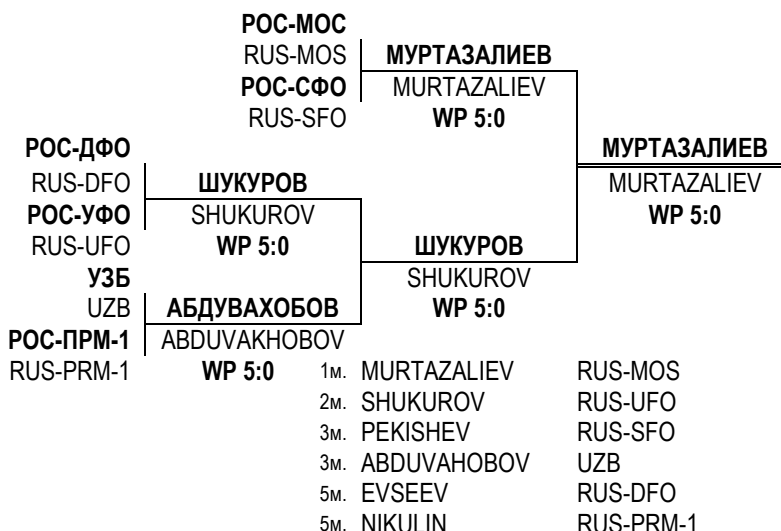 РОС-МОС
RUS-MOS МУРТАЗАЛИЕВ
РОС-СФО MURTAZALIEV
RUS-SFO WP 5:0
РОС-ДФО МУРТАЗАЛИЕВ
RUS-DFO ШУКУРОВ MURTAZALIEV
РОС-УФО SHUKUROV WP 5:0
RUS-UFO WP 5:0 ШУКУРОВ
УЗБ SHUKUROV
UZB АБДУВАХОБОВ WP 5:0
РОС-ПРМ-1 ABDUVAKHOBOV
RUS-PRM-1 WP 5:0 1м. MURTAZALIEV RUS-MOS
2м. SHUKUROV RUS-UFO
3м. PEKISHEV RUS-SFO
3м. ABDUVAHOBOV UZB
5м. EVSEEV RUS-DFO
5м. NIKULIN RUS-PRM-1